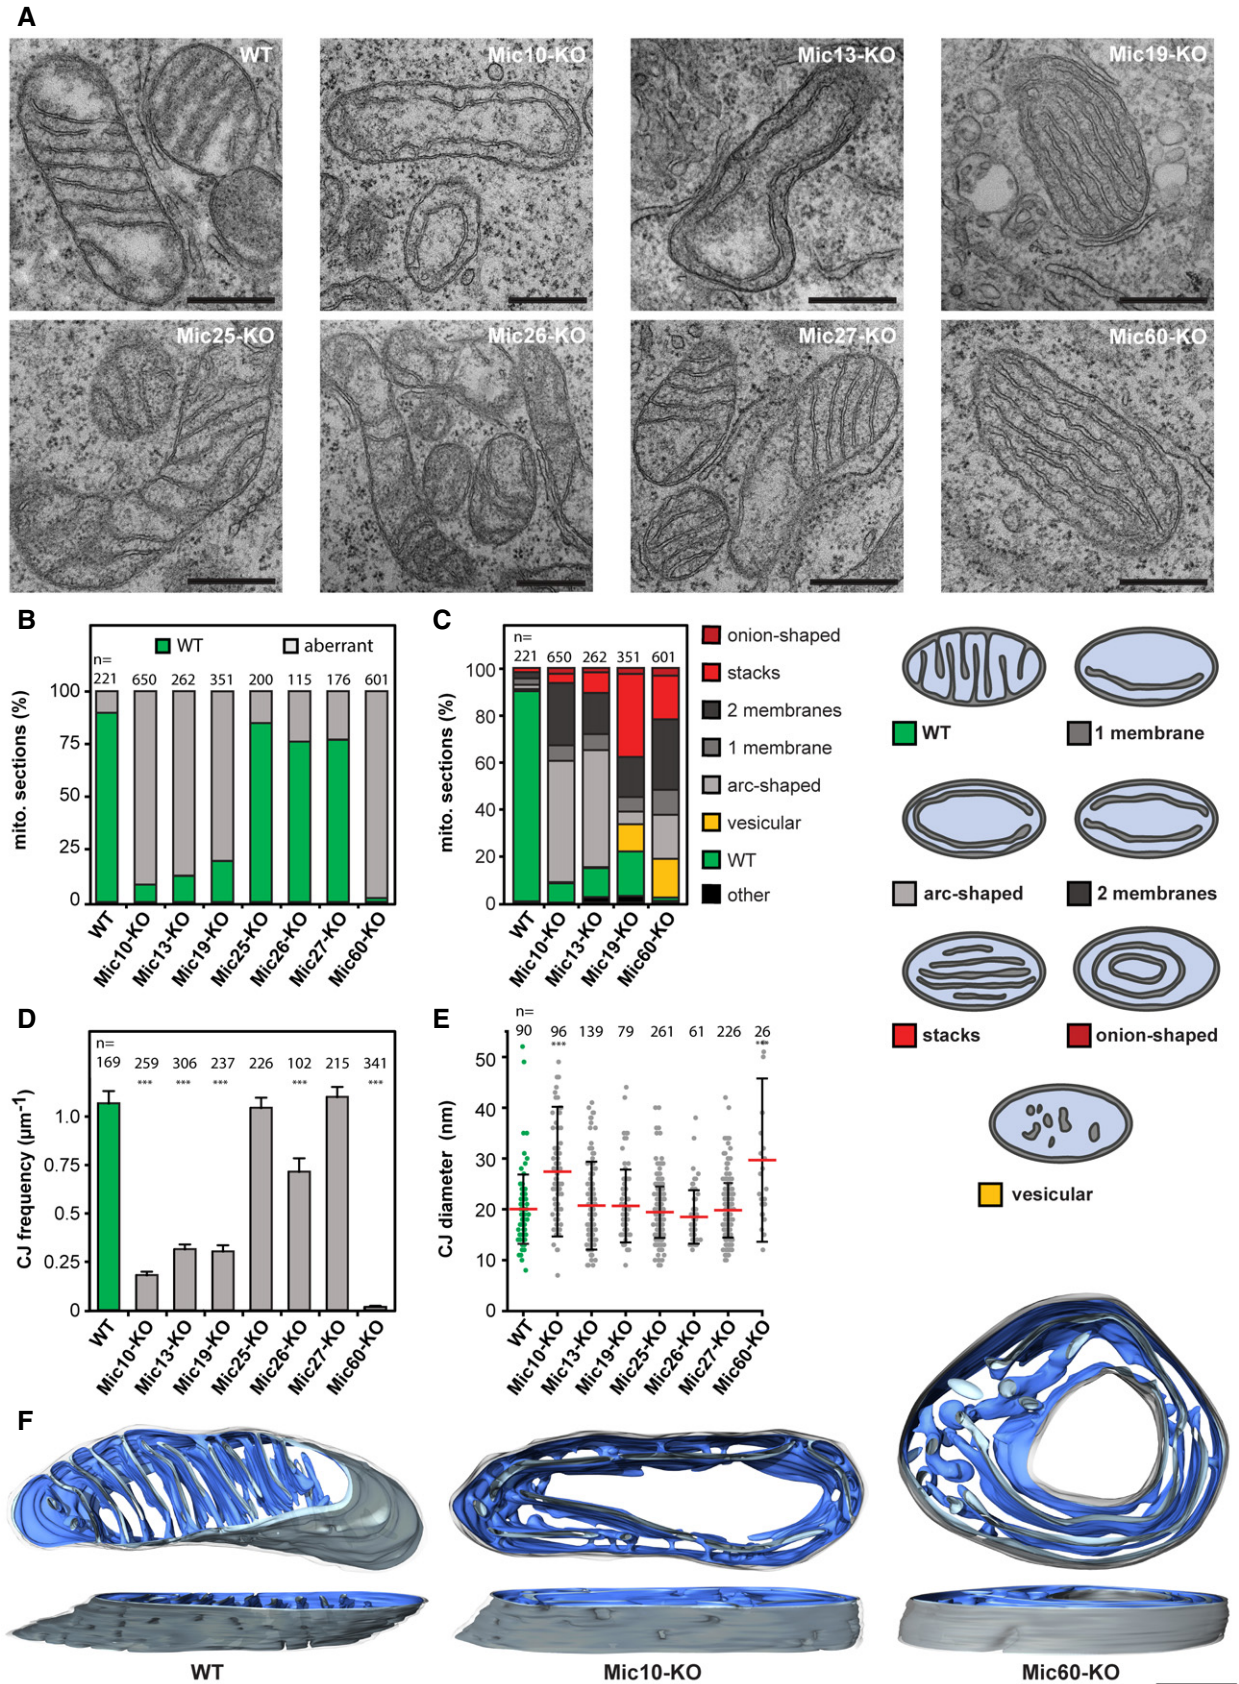 A
WT
Mic10-KO
Mic13-KO
Mic19-KO
Mic25-KO
Mic26-KO
Mic27-KO
Mic60-KO
B
WT
aberrant
n=
221 650 262 351 200 115 176 601
100
75
50
25
0
mito. sections (%)
WT
Mic10-KO
Mic13-KO
Mic19-KO
Mic25-KO
Mic26-KO
Mic27-KO
Mic60-KO
C
n=
221 650 262 351 601
100
80
60
40
20
0
mito. sections (%)
WT
Mic10-KO
Mic13-KO
Mic19-KO
Mic60-KO
onion-shaped
stacks
2 membranes
1 membrane
arc-shaped
vesicular
WT
other
WT
1 membrane
arc-shaped
2 membranes
stacks
onion-shaped
vesicular
D
n=
169 259 306 237 226 102 215 341
*** *** *** *** ***
1.0
0.75
0.5
0.25
0
CJ frequency (µm⁻¹)
WT
Mic10-KO
Mic13-KO
Mic19-KO
Mic25-KO
Mic26-KO
Mic27-KO
Mic60-KO
E
n=
90 96 139 79 261 61 226 26
*** ***
50
40
30
20
10
0
CJ diameter (nm)
WT
Mic10-KO
Mic13-KO
Mic19-KO
Mic25-KO
Mic26-KO
Mic27-KO
Mic60-KO
F
WT
Mic10-KO
Mic60-KO